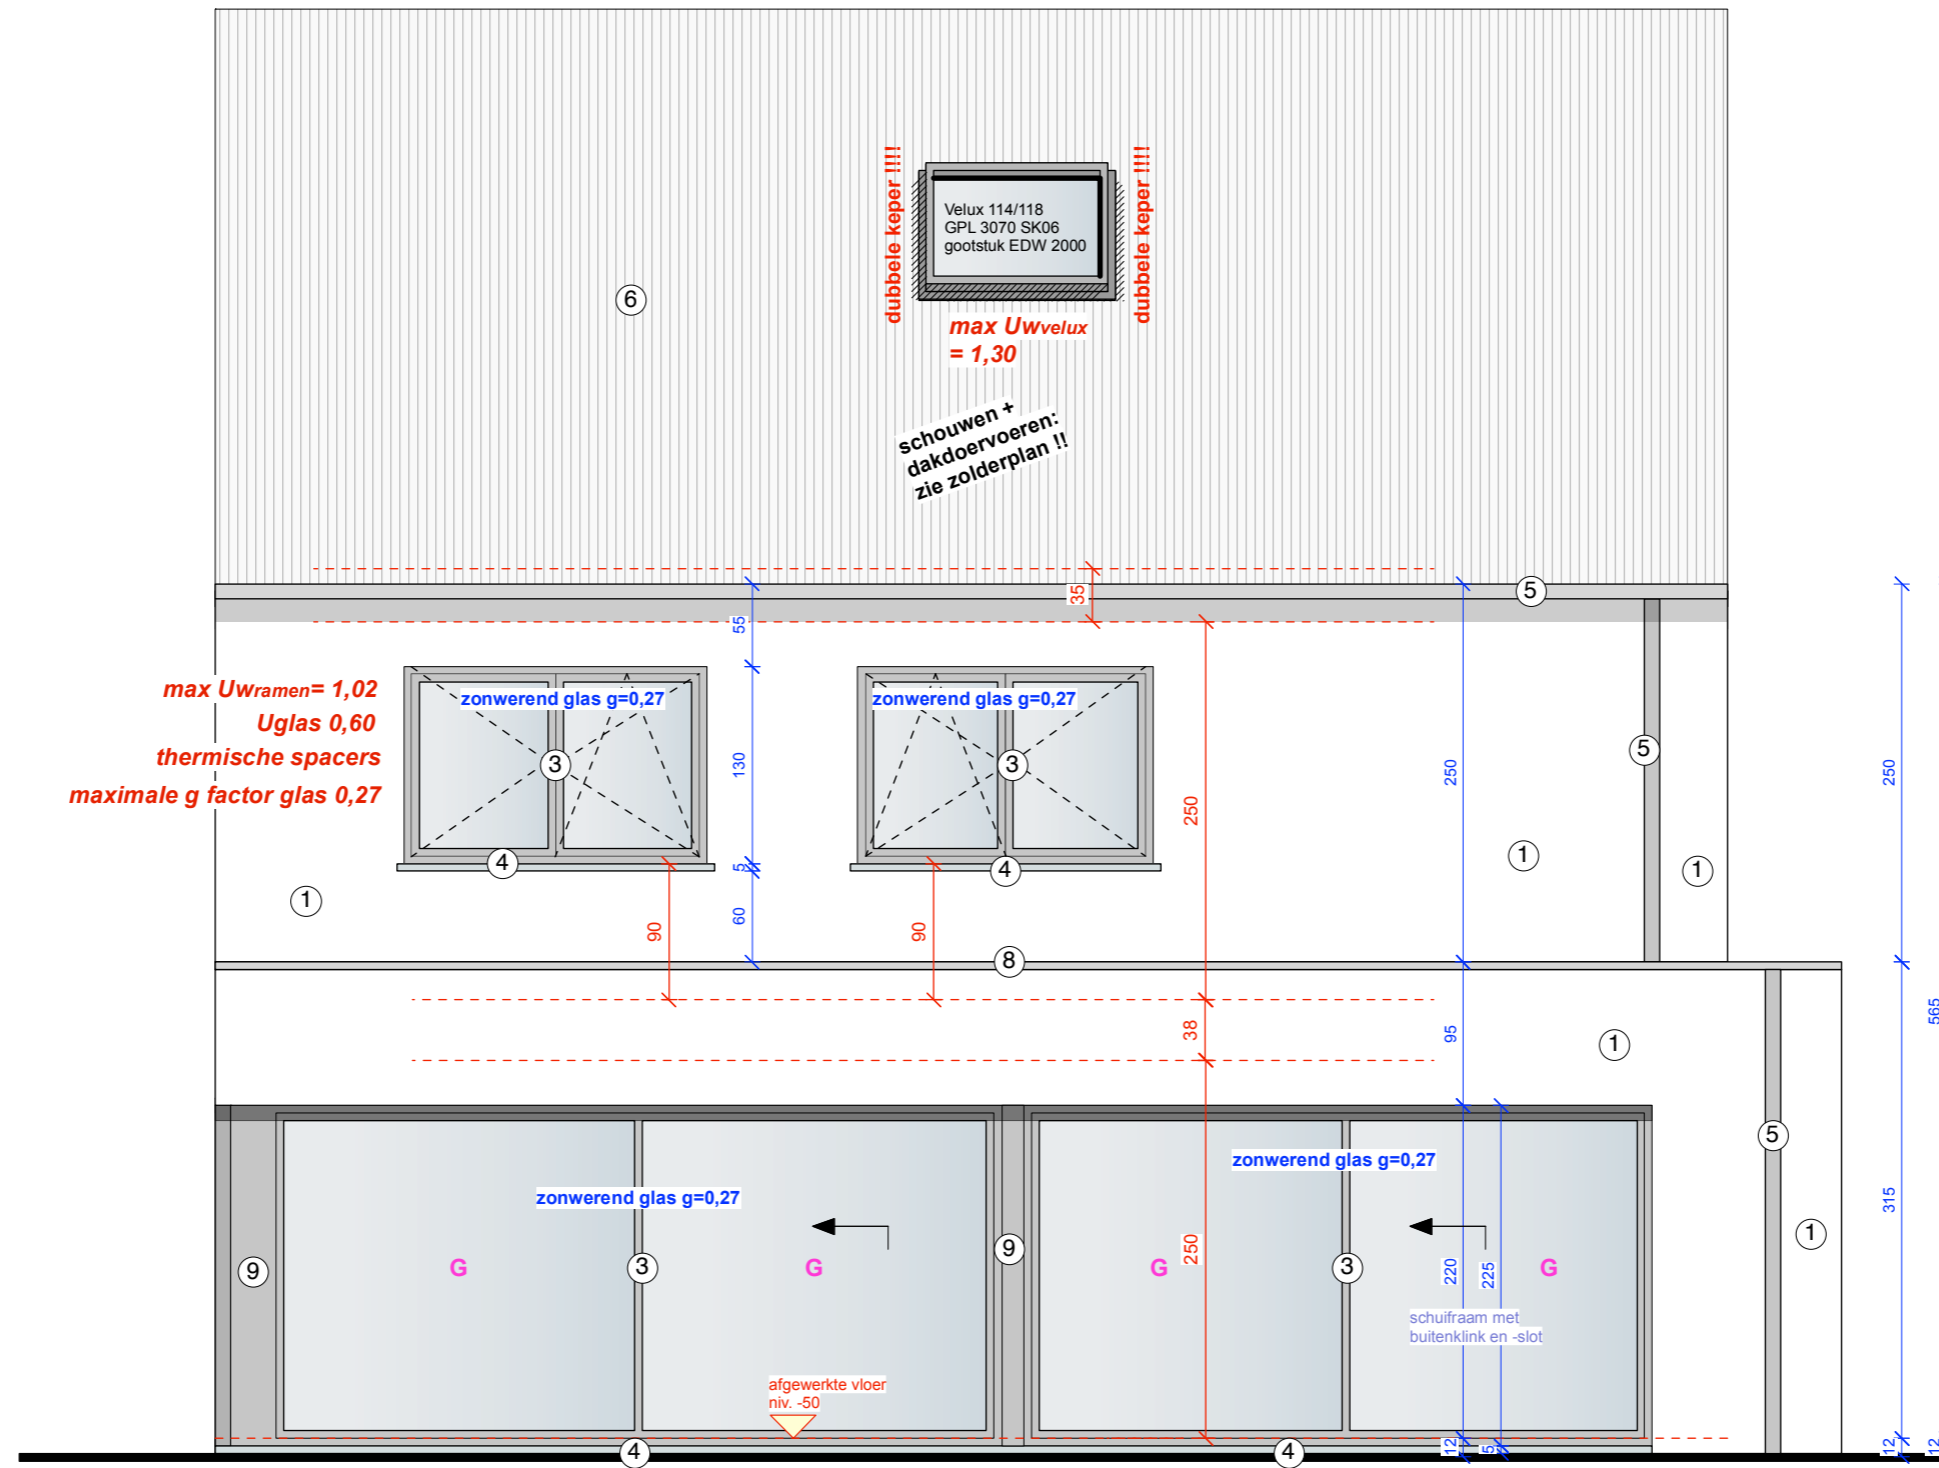 dubbele keper !!!!
Velux 114/118
GPL 3070 SK06
gootstuk EDW 2000
dubbele keper !!!!
6
max Uwvelux
= 1,30
schouwen +
dakdoervoeren:
zie zolderplan !!
35
5
55
max Uwramen= 1,02
Uglas 0,60
thermische spacers
maximale g factor glas 0,27
zonwerend glas g=0,27
zonwerend glas g=0,27
3
130
3
250
250
5
250
4
5
4
1
1
1
60
90
90
8
38
95
1
565
5
315
zonwerend glas g=0,27
zonwerend glas g=0,27
9
G
3
G
9
G
250
3
220
225
G
1
schuifraam met
buitenklink en -slot
afgewerkte vloer
niv. -50
4
4
12
5
12
12